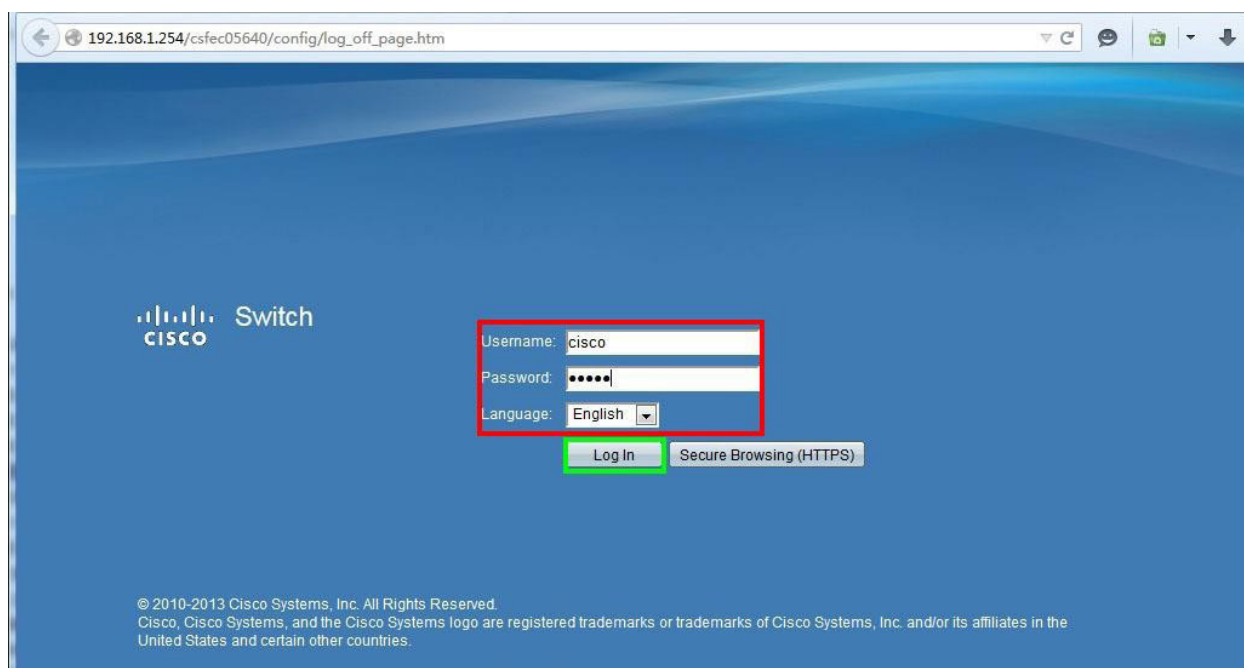 192.168.1.254/csfec05640/config/log_off_page.htm
CISCO
Switch
Username: cisco
Password: •••••
Language: English
Log In
Secure Browsing (HTTPS)
© 2010-2013 Cisco Systems, Inc. All Rights Reserved.
Cisco, Cisco Systems, and the Cisco Systems logo are registered trademarks or trademarks of Cisco Systems, Inc. and/or its affiliates in the
United States and certain other countries.